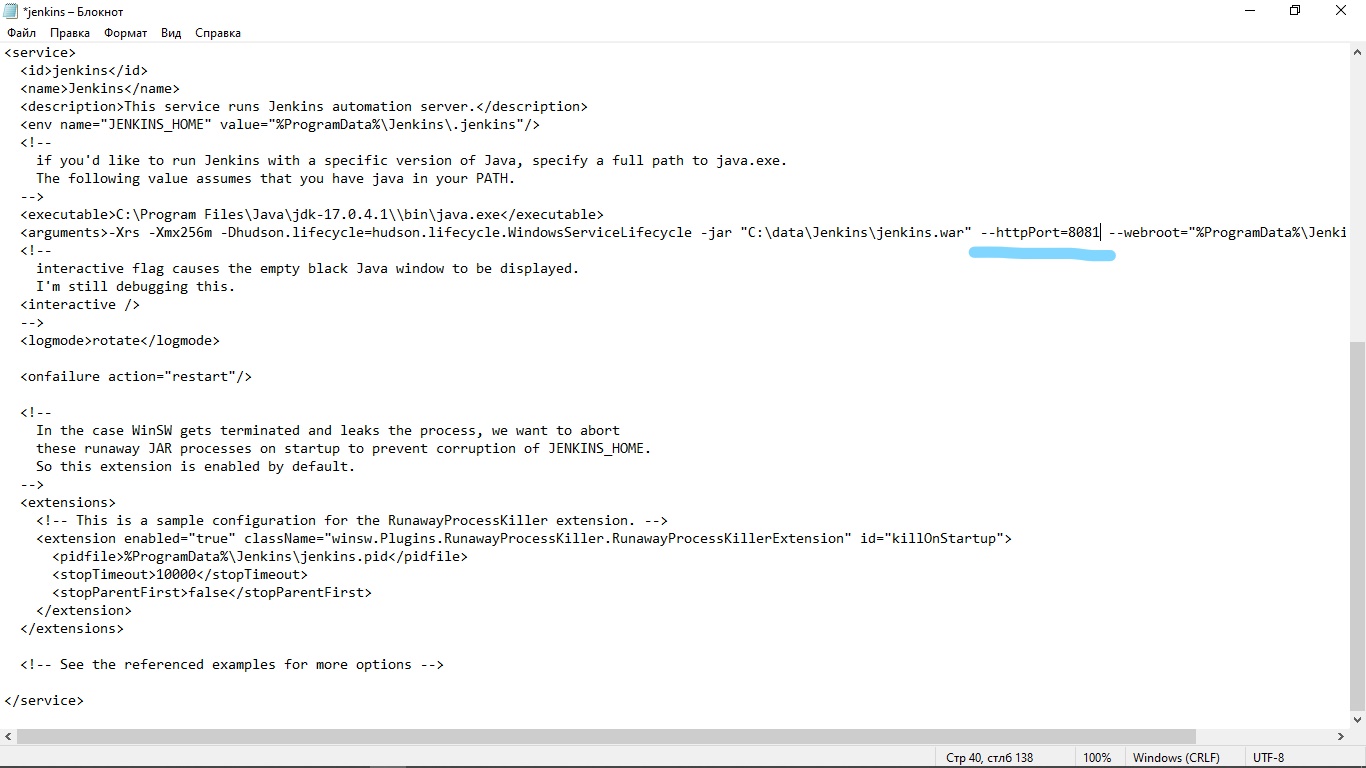 *jenkins – Блокнот
Файл Правка Формат Вид Справка
<service>
  <id>jenkins</id>
  <name>Jenkins</name>
  <description>This service runs Jenkins automation server.</description>
  <env name="JENKINS_HOME" value="%ProgramData%\Jenkins\.jenkins"/>
  <!--
    if you'd like to run Jenkins with a specific version of Java, specify a full path to java.exe.
    The following value assumes that you have java in your PATH.
  -->
  <executable>C:\Program Files\Java\jdk-17.0.4.1\\bin\java.exe</executable>
  <arguments>-Xrs -Xmx256m -Dhudson.lifecycle=hudson.lifecycle.WindowsServiceLifecycle -jar "C:\data\Jenkins\jenkins.war" --httpPort=8081 --webroot="%ProgramData%\Jenki
  <!--
    interactive flag causes the empty black Java window to be displayed.
    I'm still debugging this.
  <interactive />
  -->
  <logmode>rotate</logmode>
  <onfailure action="restart"/>
  <!--
    In the case WinSW gets terminated and leaks the process, we want to abort
    these runaway JAR processes on startup to prevent corruption of JENKINS_HOME.
    So this extension is enabled by default.
  -->
  <extensions>
    <!-- This is a sample configuration for the RunawayProcessKiller extension. -->
    <extension enabled="true" className="winsw.Plugins.RunawayProcessKiller.RunawayProcessKillerExtension" id="killOnStartup">
      <pidfile>%ProgramData%\Jenkins\jenkins.pid</pidfile>
      <stopTimeout>10000</stopTimeout>
      <stopParentFirst>false</stopParentFirst>
    </extension>
  </extensions>
  <!-- See the referenced examples for more options -->
</service>
Стр 40, стлб 138 100% Windows (CRLF) UTF-8